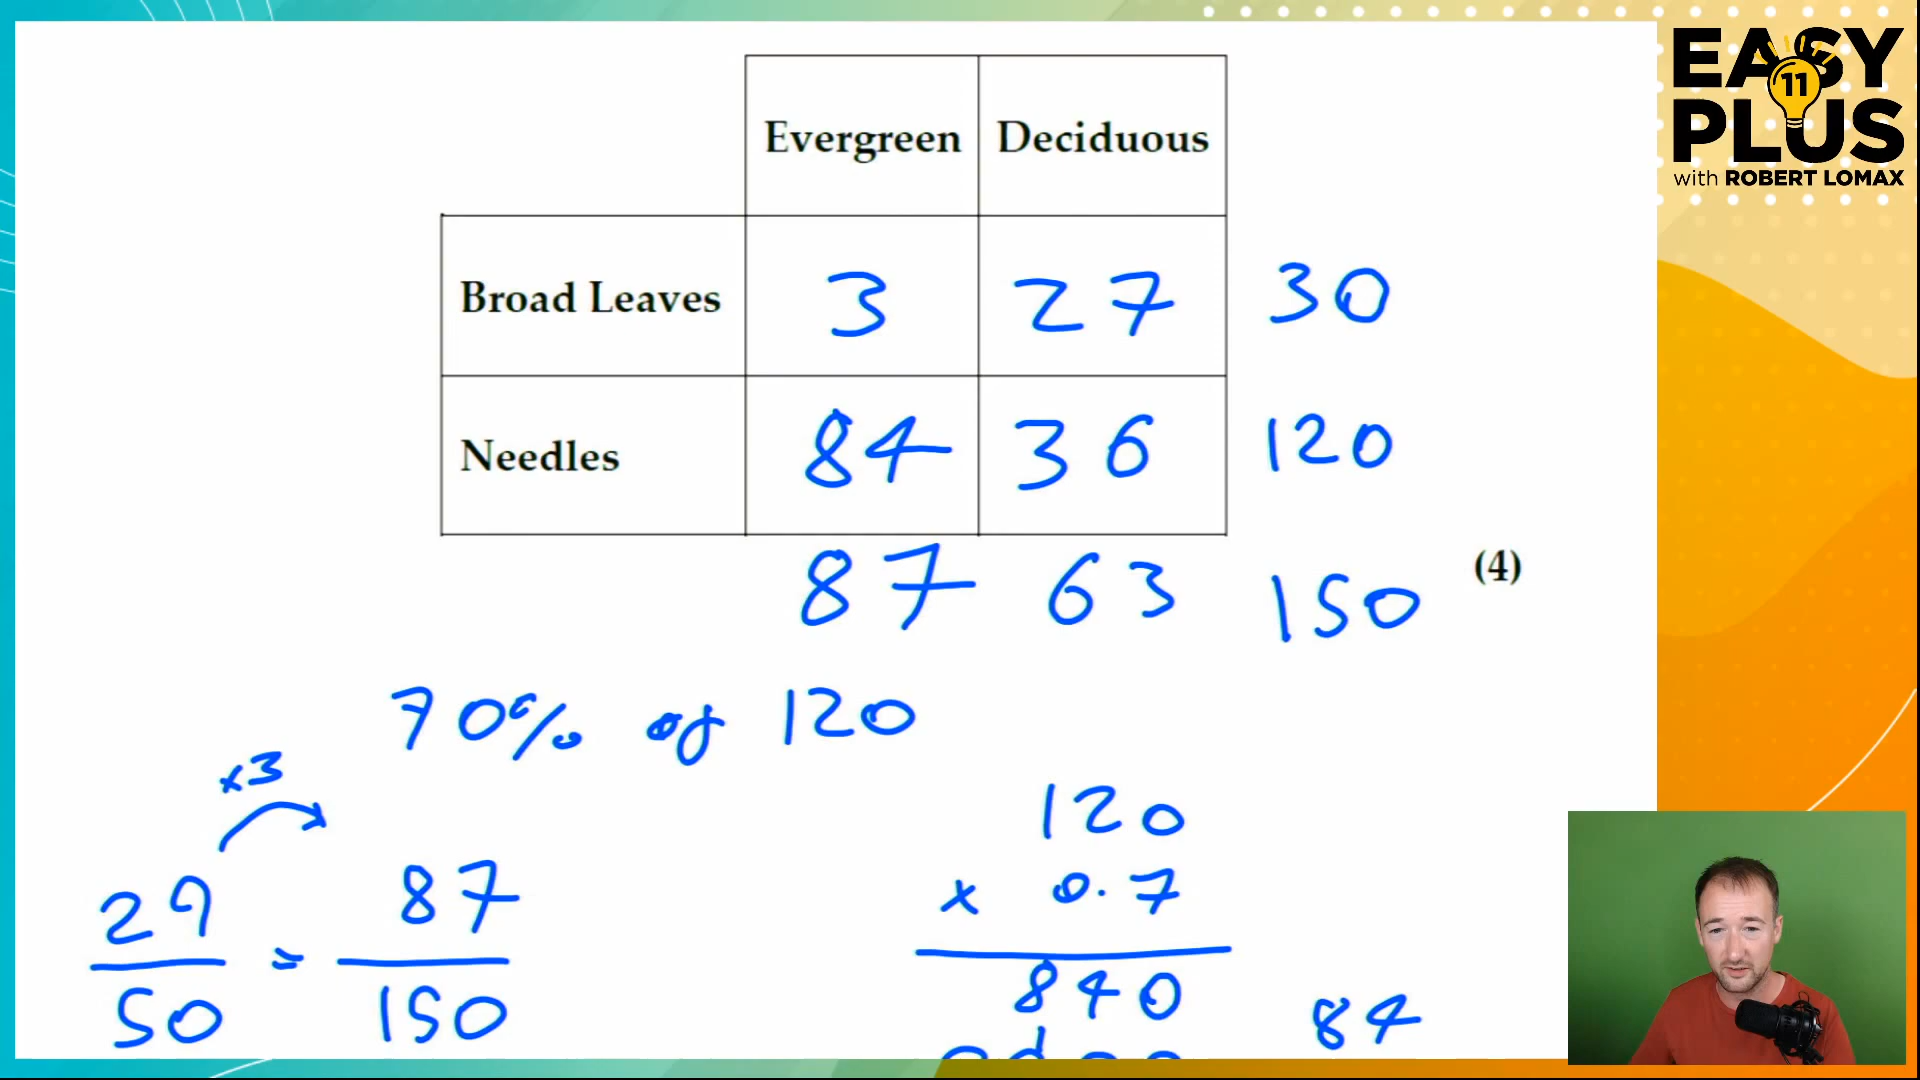 EASY
11
PLUS
with ROBERT LOMAX
Evergreen Deciduous
Broad Leaves 3 27 30
Needles 84 36 120
87 63 150 (4)
70% of 120
x3
120
x 0.7
29/50 = 87/150
840
84